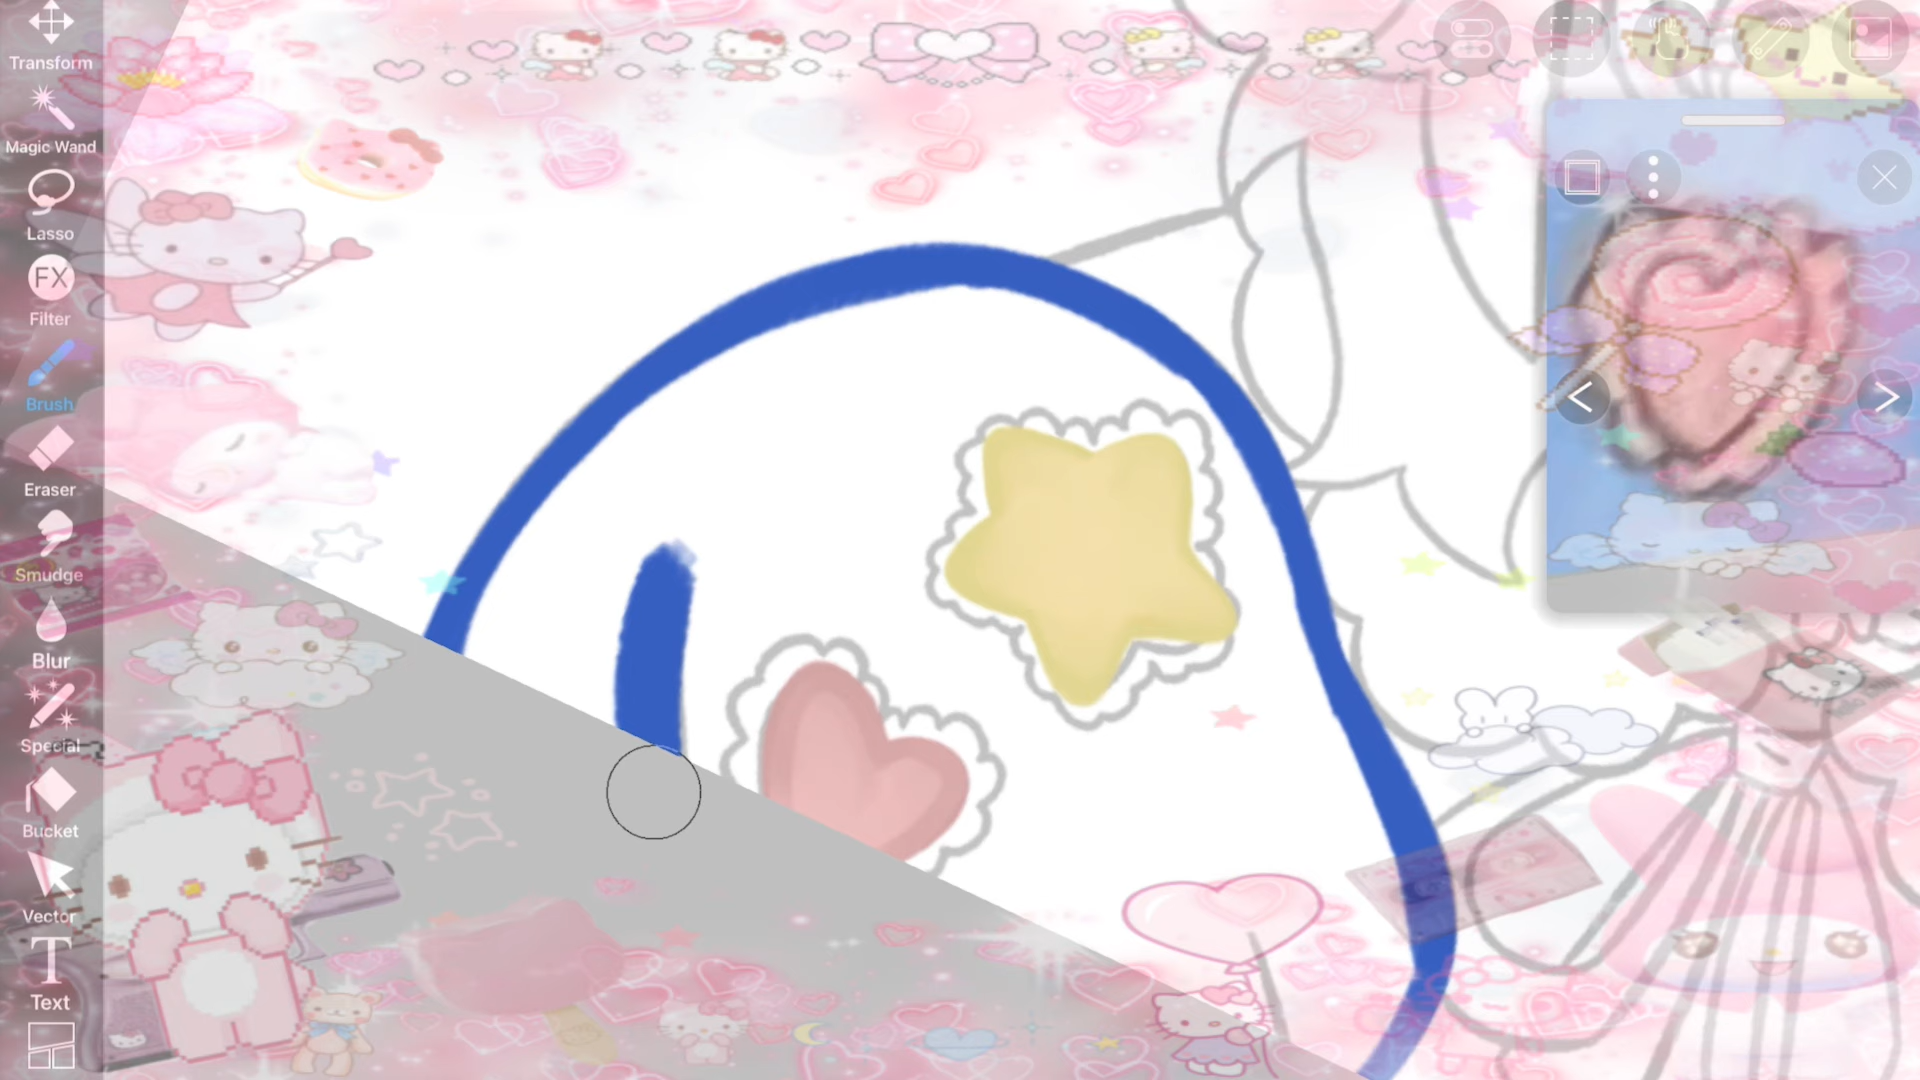 Transform
Magic Wand
Lasso
FX
Filter
Brush
Eraser
Smudge
Blur
Special
Bucket
Vector
T
Text